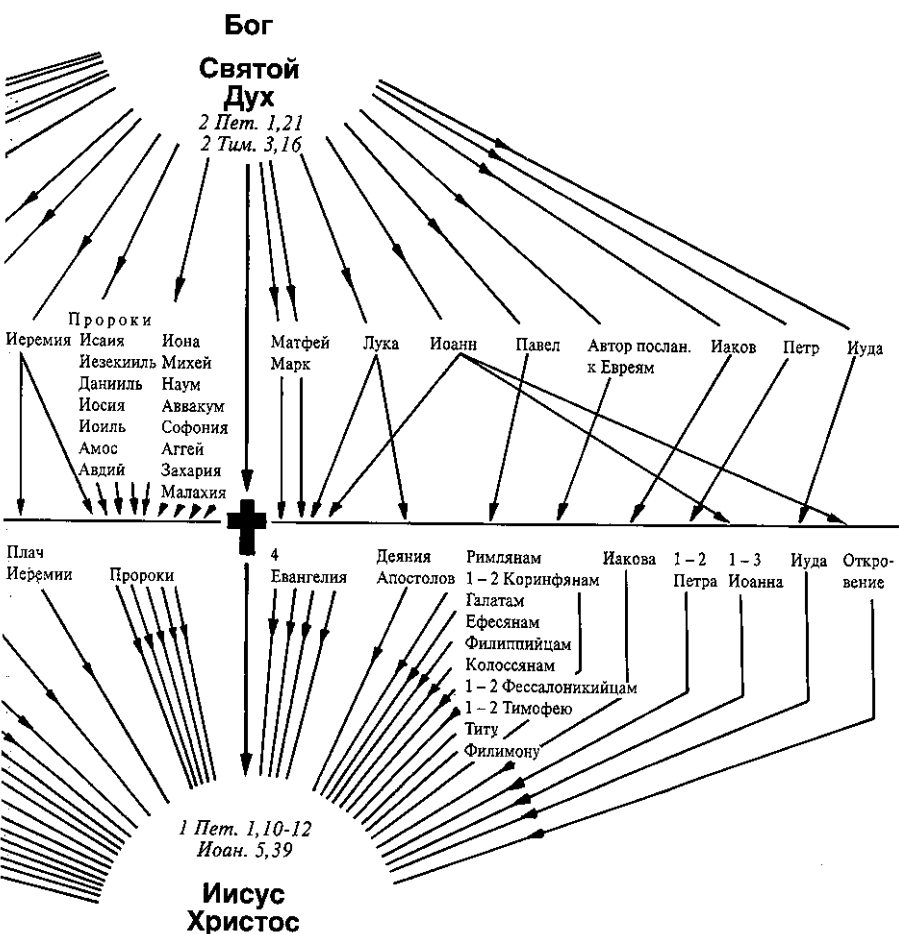 Бог
Святой
Дух
2 Пет. 1,21
2 Тим. 3,16
Пророки
Иеремия
Исаия
Иезекииль
Даниил
Иосия
Иоиль
Амос
Авдий
Иона
Михей
Наум
Аввакум
Софония
Аггей
Захария
Малахия
Матфей
Марк
Лука
Иоанн
Павел
Автор послан.
к Евреям
Иаков
Петр
Иуда
Плач
Иеремии
Пророки
4
Евангелия
Деяния
Апостолов
Римлянам
1 – 2 Коринфянам
Галатам
Ефесянам
Филиппийцам
Колоссянам
1 – 2 Фессалоникийцам
1 – 2 Тимофею
Титу
Филимону
Иакова
1 – 2
Петра
1 – 3
Иоанна
Иуда
Откро-
вение
1 Пет. 1,10-12
Иоан. 5,39
Иисус
Христос